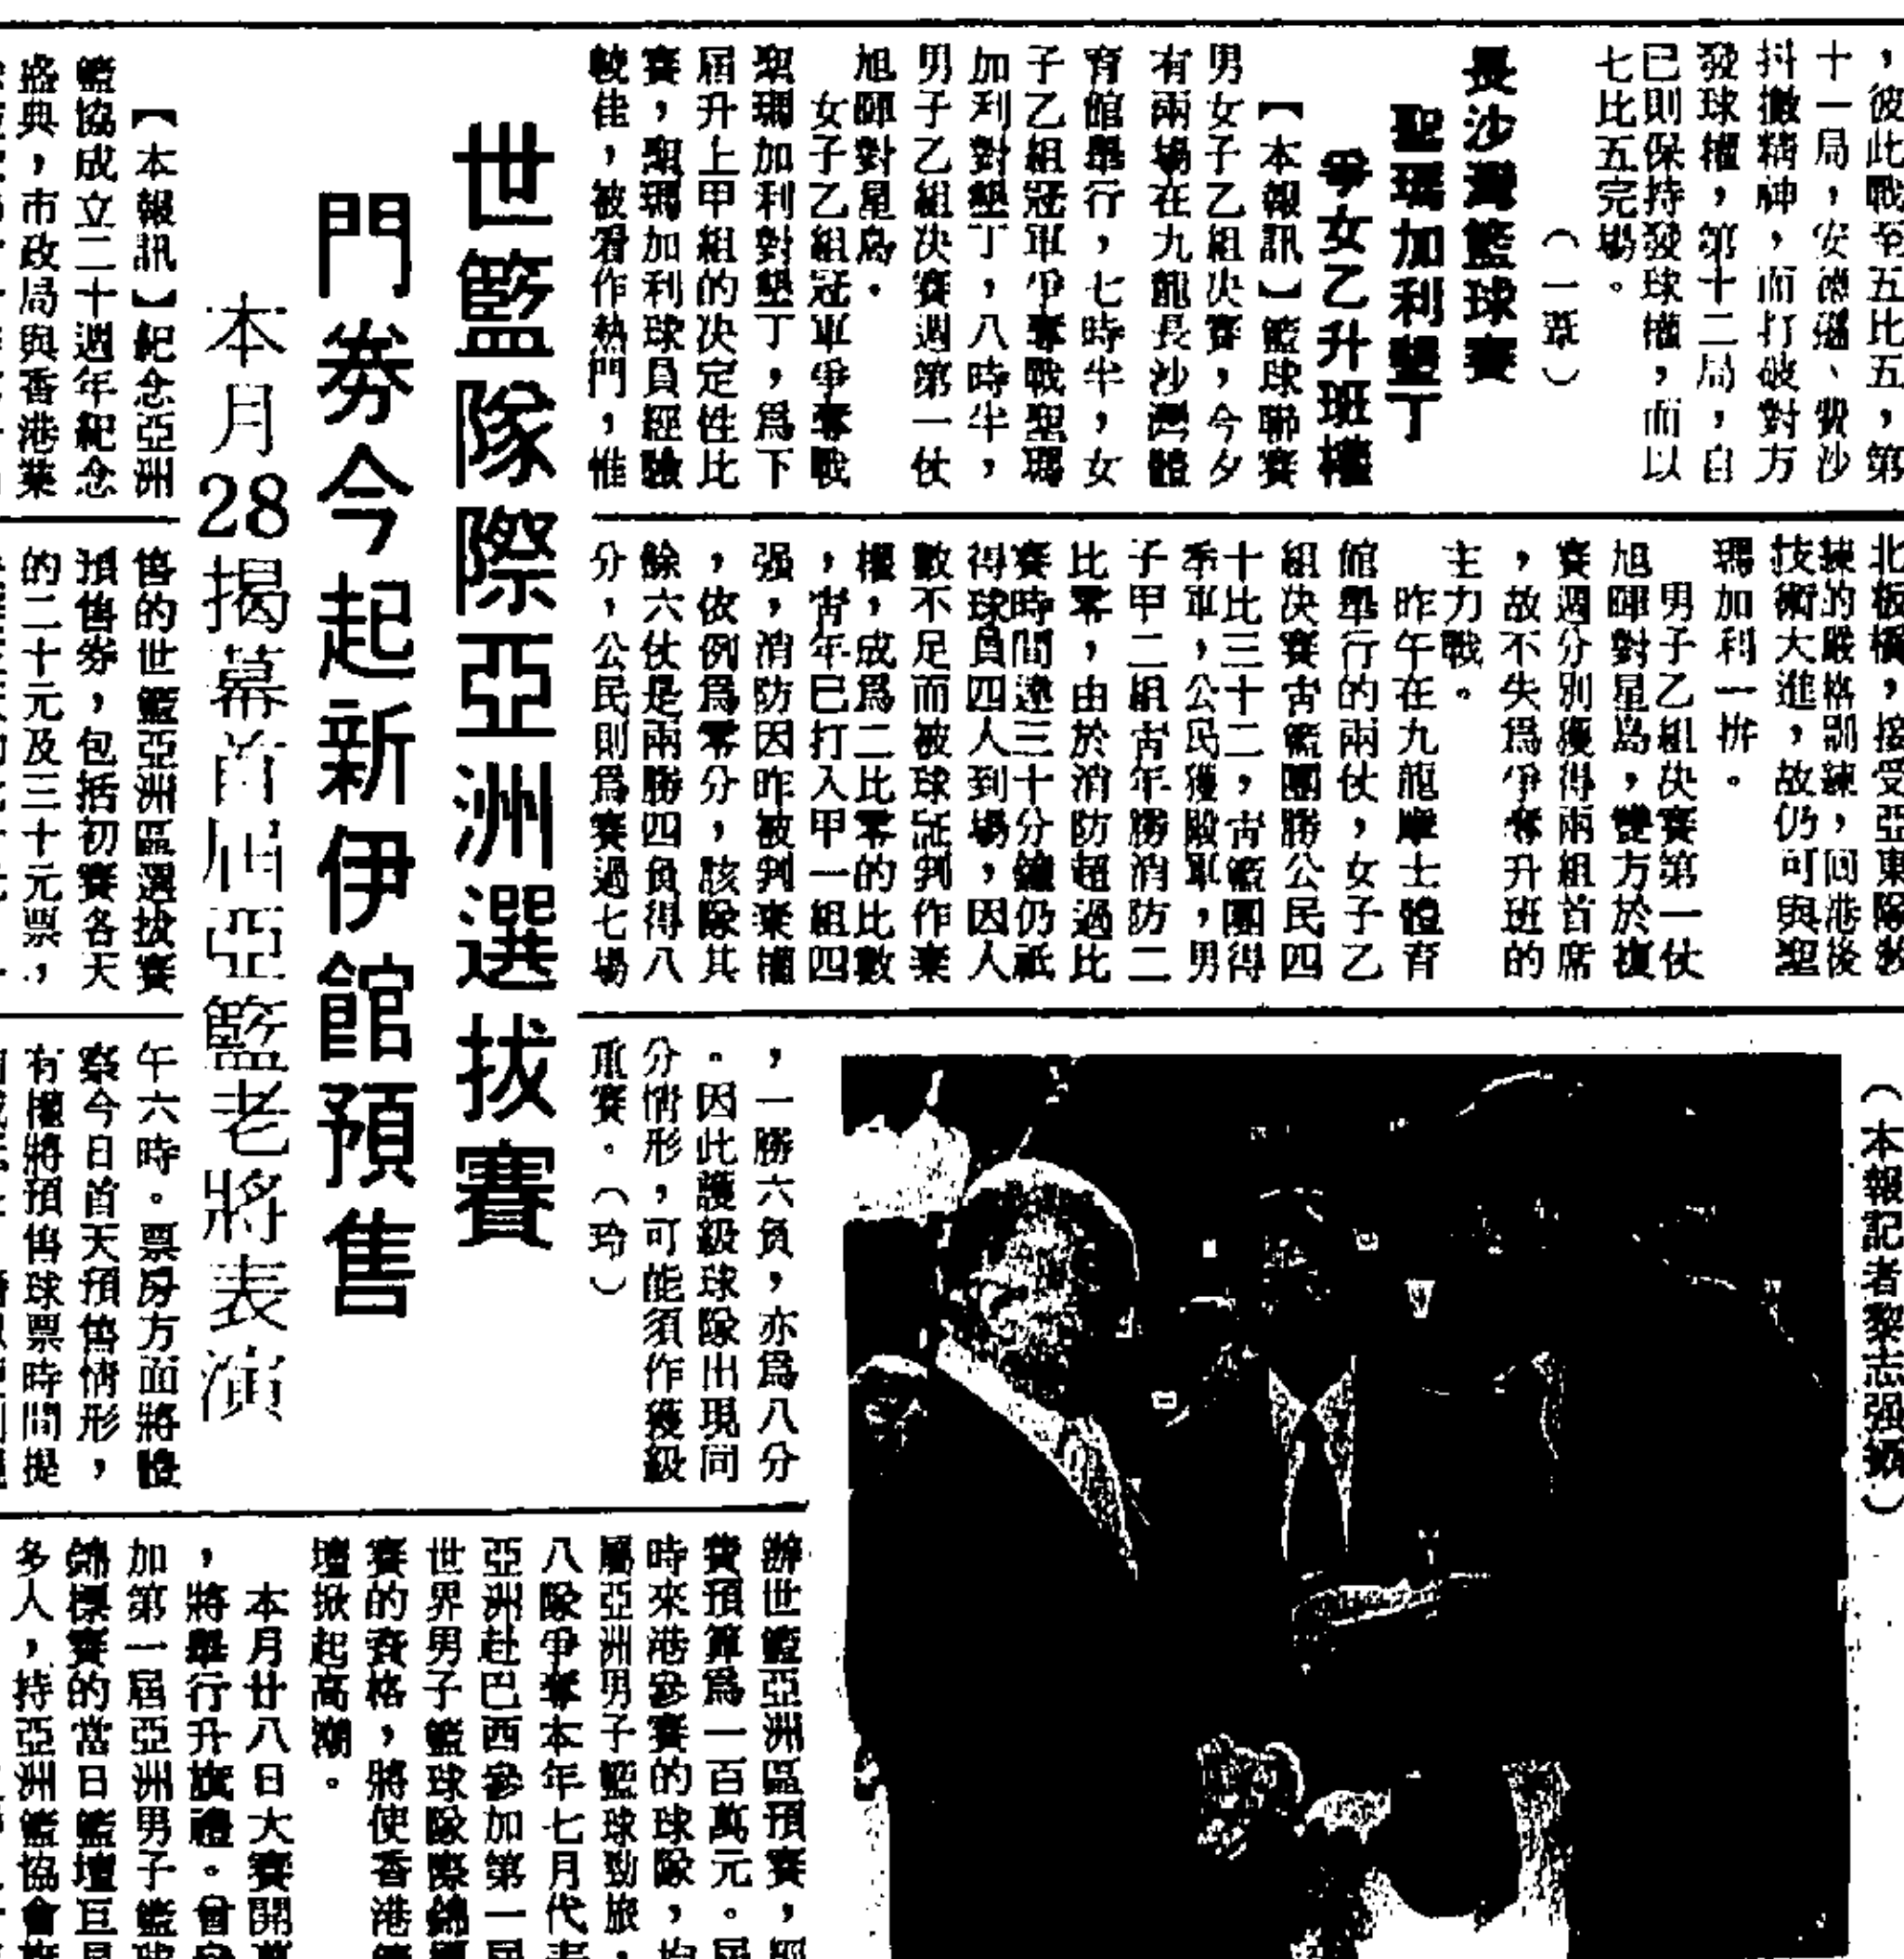 ，彼此戰至五比五，第
十一局，安德遜、費沙
抖擻精神，而打破對方
發球權，第十二局，自
已則保持發球權，而以
七比五完場。
（一葦）
長沙灣籃球賽
聖瑪加利墾丁
爭女乙升班權
【本報訊】籃球聯賽
男女子乙組決賽，今夕
有兩場在九龍長沙灣體
育館舉行，七時半，女
子乙組冠軍爭奪戰聖瑪
加利對墾丁，八時半，
男子乙組決賽週第一仗
旭暉對星島。
女子乙組冠軍爭奪戰
聖瑪加利對墾丁，爲下
屆升上甲組的決定性比
賽，聖瑪加利球員經驗
較佳，被看作熱門，惟
北板橋，接受亞東隊教
練的嚴格訓練，回港後
技術大進，故仍可與聖
瑪加利一拚。
男子乙組決賽第一仗
旭暉對星島，雙方於復
賽週分別獲得兩組首席
，故不失爲爭奪升班的
主力戰。
昨午在九龍摩士體育
館舉行的兩仗，女子乙
組決賽青籃團勝公民四
十比三十二，青籃團得
季軍，公民獲殿軍，男
子甲二組青年勝消防二
比零，由於消防超過比
賽時間達三十分鐘仍祇
得球員四人到場，因人
數不足而被球証判作棄
權，成爲二比零的比數
，青年已打入甲一組四
强，消防因昨被判棄權
，依例爲零分，該隊其
餘六仗是兩勝四負得八
分，公民則爲賽過七場
，一勝六負，亦爲八分
。因此護級球隊出現同
分情形，可能須作護級
重賽。（玲）
（本報記者黎志强攝）
世籃隊際亞洲選拔賽
門券今起新伊館預售
本月28揭幕首屆亞籃老將表演
【本報訊】紀念亞洲
籃協成立二十週年紀念
盛典，市政局與香港業
售的世籃亞洲區選拔賽
預售券，包括初賽各天
的二十元及三十元票，
午六時。票房方面將體
察今日首天預售情形，
有權將預售球票時間提
辦世籃亞洲區預賽，經
費預算爲一百萬元。屆
時來港參賽的球隊，均
屬亞洲男子籃球勁旅，
八隊爭奪本年七月代表
亞洲赴巴西參加第一屆
世界男子籃球隊際錦標
賽的資格，將使香港籃
壇掀起高潮。
本月廿八日大賽開幕
，將舉行升旗禮。曾參
加第一屆亞洲男子籃球
錦標賽的當日籃壇巨星
多人，持亞洲籃協會旗